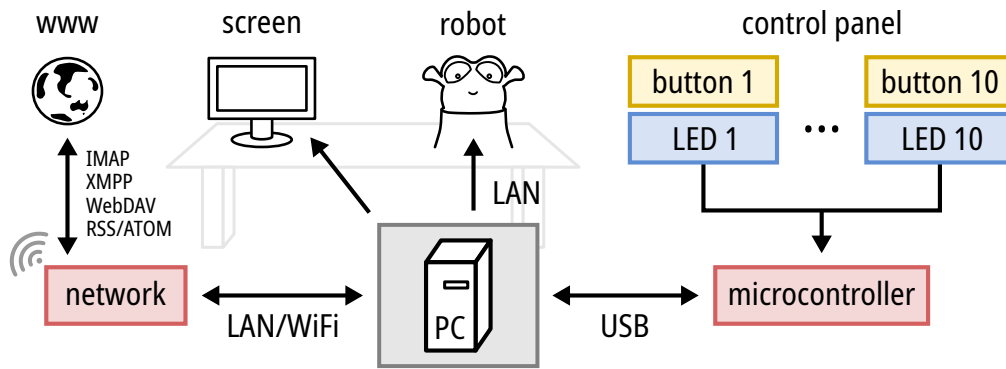 www
screen
robot
control panel
button 1
button 10
LED 1
...
LED 10
IMAP
XMPP
WebDAV
RSS/ATOM
LAN
network
LAN/WiFi
PC
USB
microcontroller